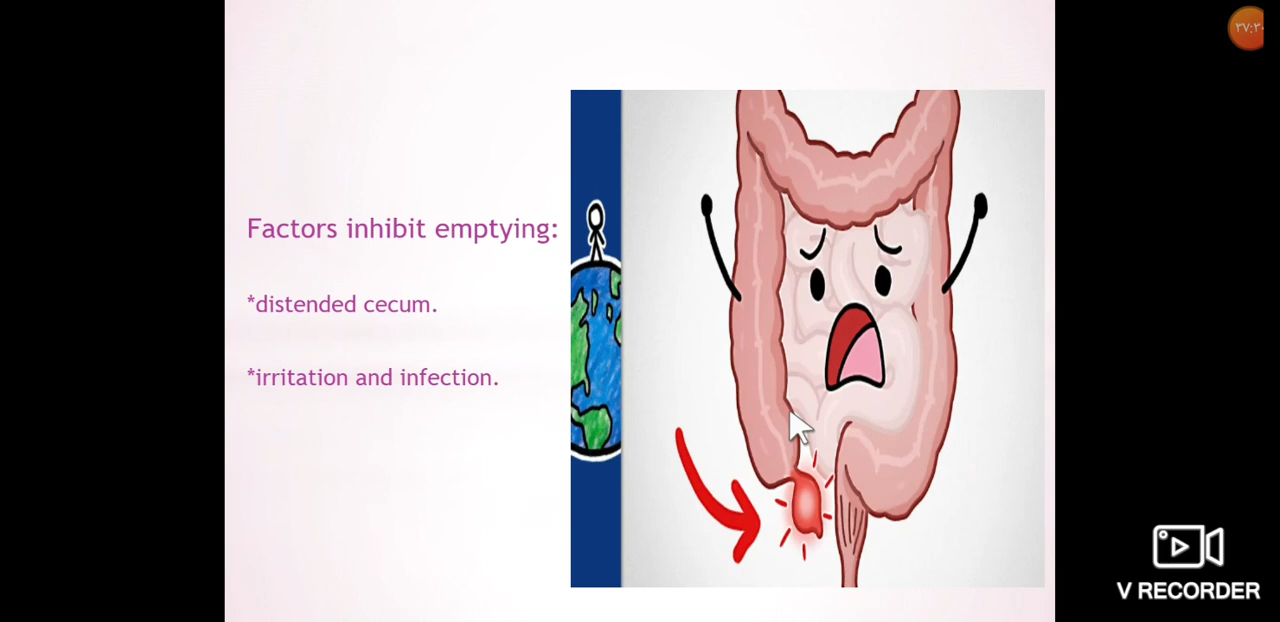 Factors inhibit emptying:
*distended cecum.
*irritation and infection.
V RECORDER